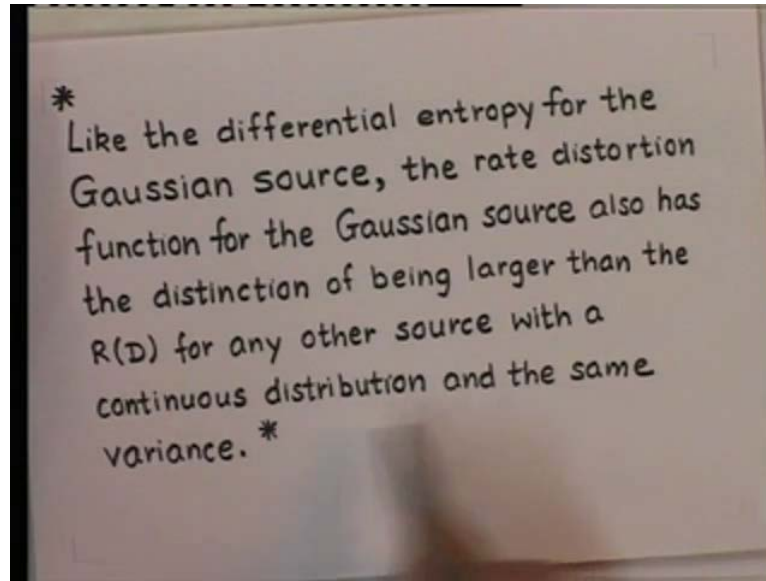 *
Like the differential entropy for the
Gaussian source, the rate distortion
function for the Gaussian source also has
the distinction of being larger than the
R(D) for any other source with a
continuous distribution and the same
variance. *